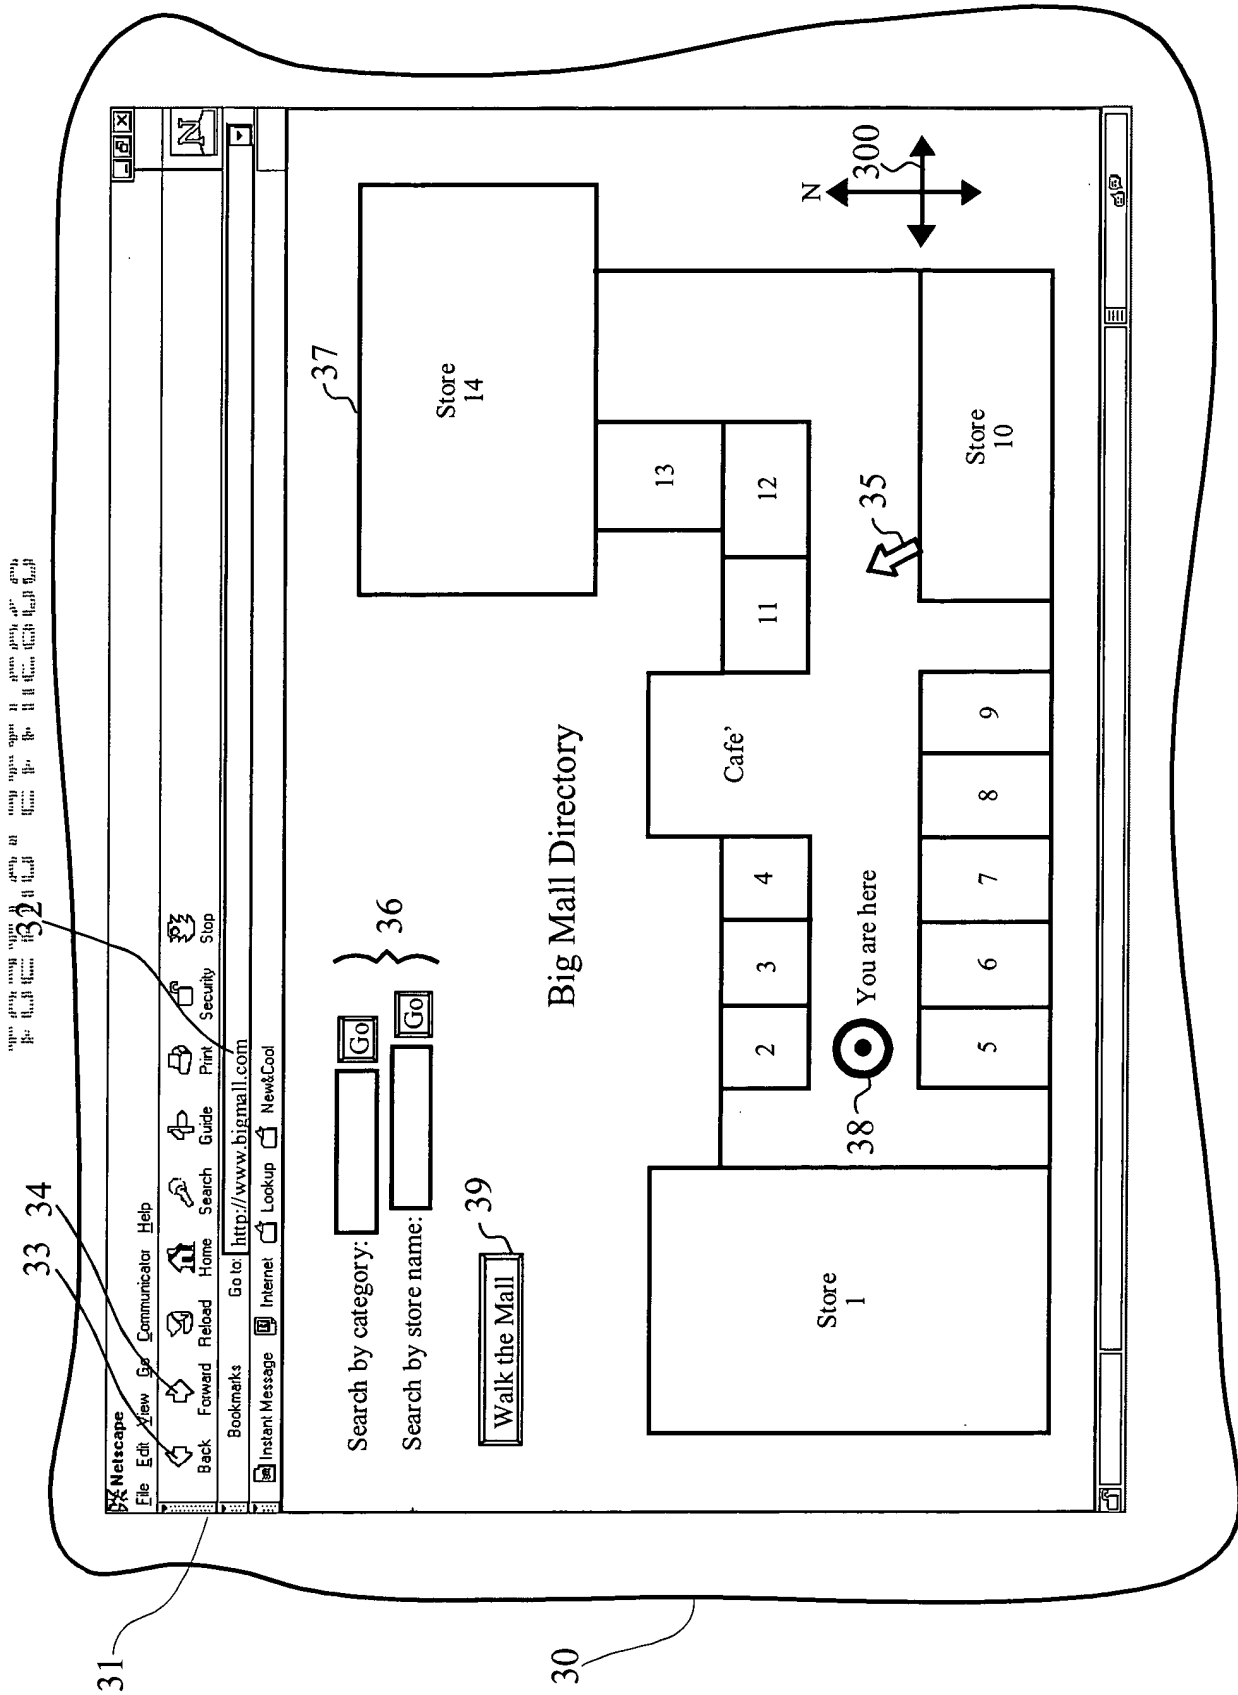 31
33
34
32
Netscape
File Edit View Go Communicator Help
Back Forward Reload Home Search Guide Print Security Stop
N
Bookmarks Go to: http://www.bigmall.com
Instant Message Internet Lookup New&Cool
Search by category: Go
Search by store name: Go
36
37
Walk the Mall
39
Store
14
Big Mall Directory
13
Store
1
2
3
4
Cafe'
11
12
N
300
38
You are here
35
5
6
7
8
9
Store
10
30